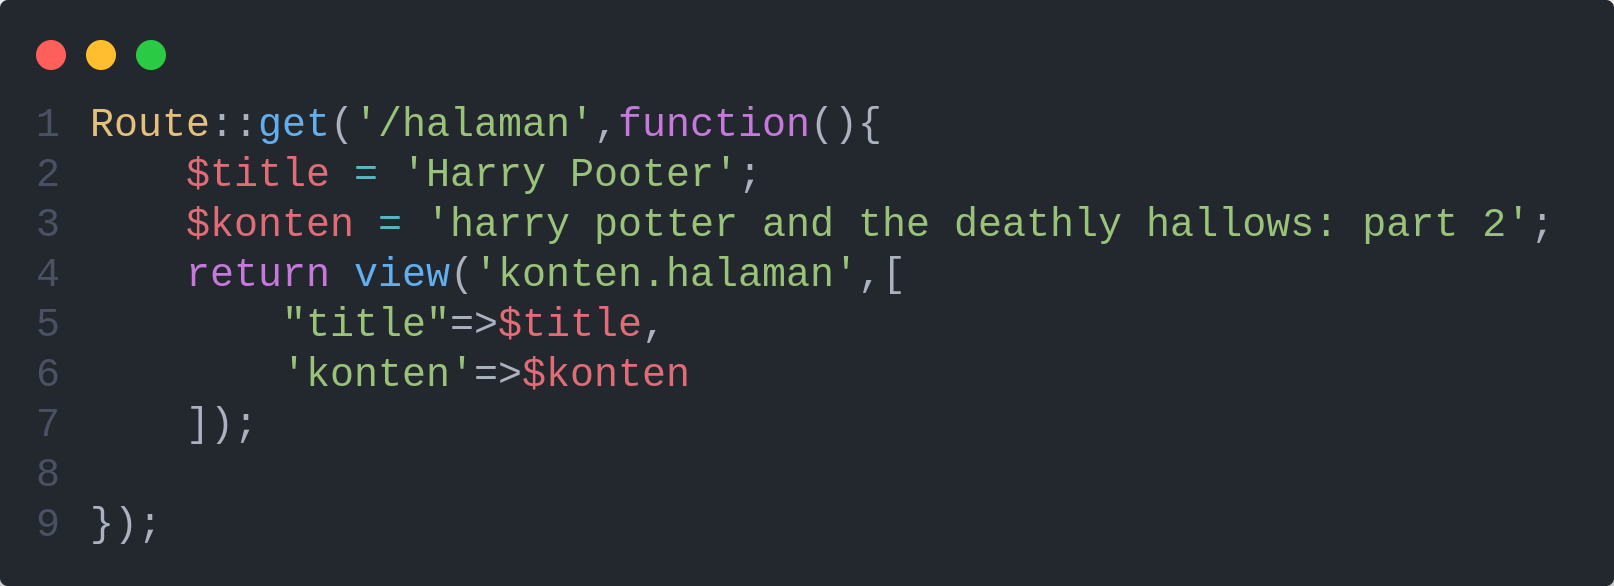 1 Route::get('/halaman',function(){
2     $title = 'Harry Pooter';
3     $konten = 'harry potter and the deathly hallows: part 2';
4     return view('konten.halaman',[
5         "title"=>$title,
6         'konten'=>$konten
7     ]);
8
9 });